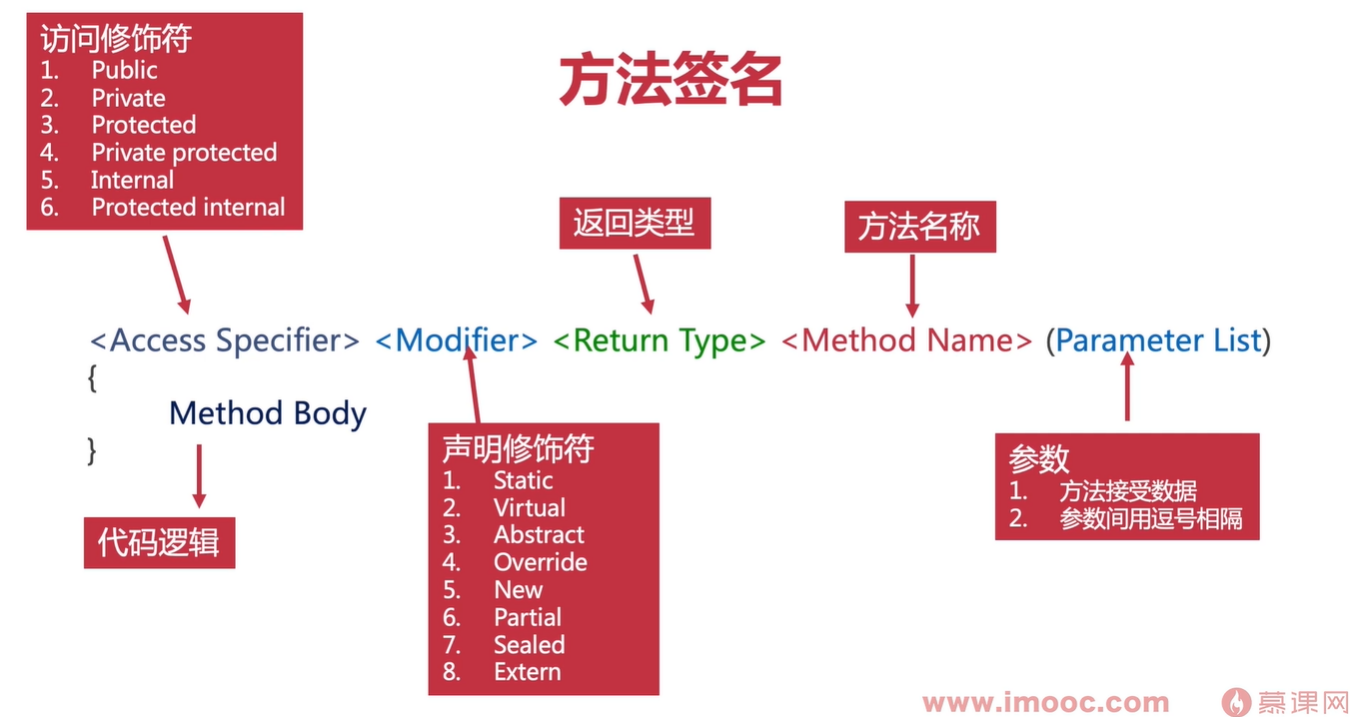 访问修饰符
1. Public
2. Private
3. Protected
4. Private protected
5. Internal
6. Protected internal
方法签名
返回类型
方法名称
<Access Specifier> <Modifier> <Return Type> <Method Name> (Parameter List)
{
Method Body
}
代码逻辑
声明修饰符
1. Static
2. Virtual
3. Abstract
4. Override
5. New
6. Partial
7. Sealed
8. Extern
参数
1. 方法接受数据
2. 参数间用逗号相隔
www.imooc.com 慕课网